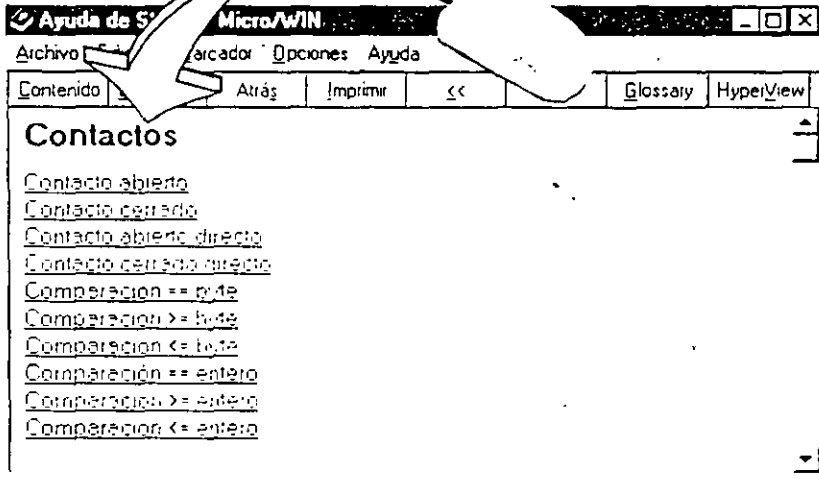 Ayuda de S Micro/WIN
Archivo Marcador Opciones Ayuda
Contenido Atrás Imprimir << Glossary HyperView
Contactos
Contacto abierto
Contacto cerrado
Contacto abierto directo
Contacto cerrado directo
Comparación == byte
Comparación >= byte
Comparación <= byte
Comparación == entero
Comparación >= entero
Comparación <= entero